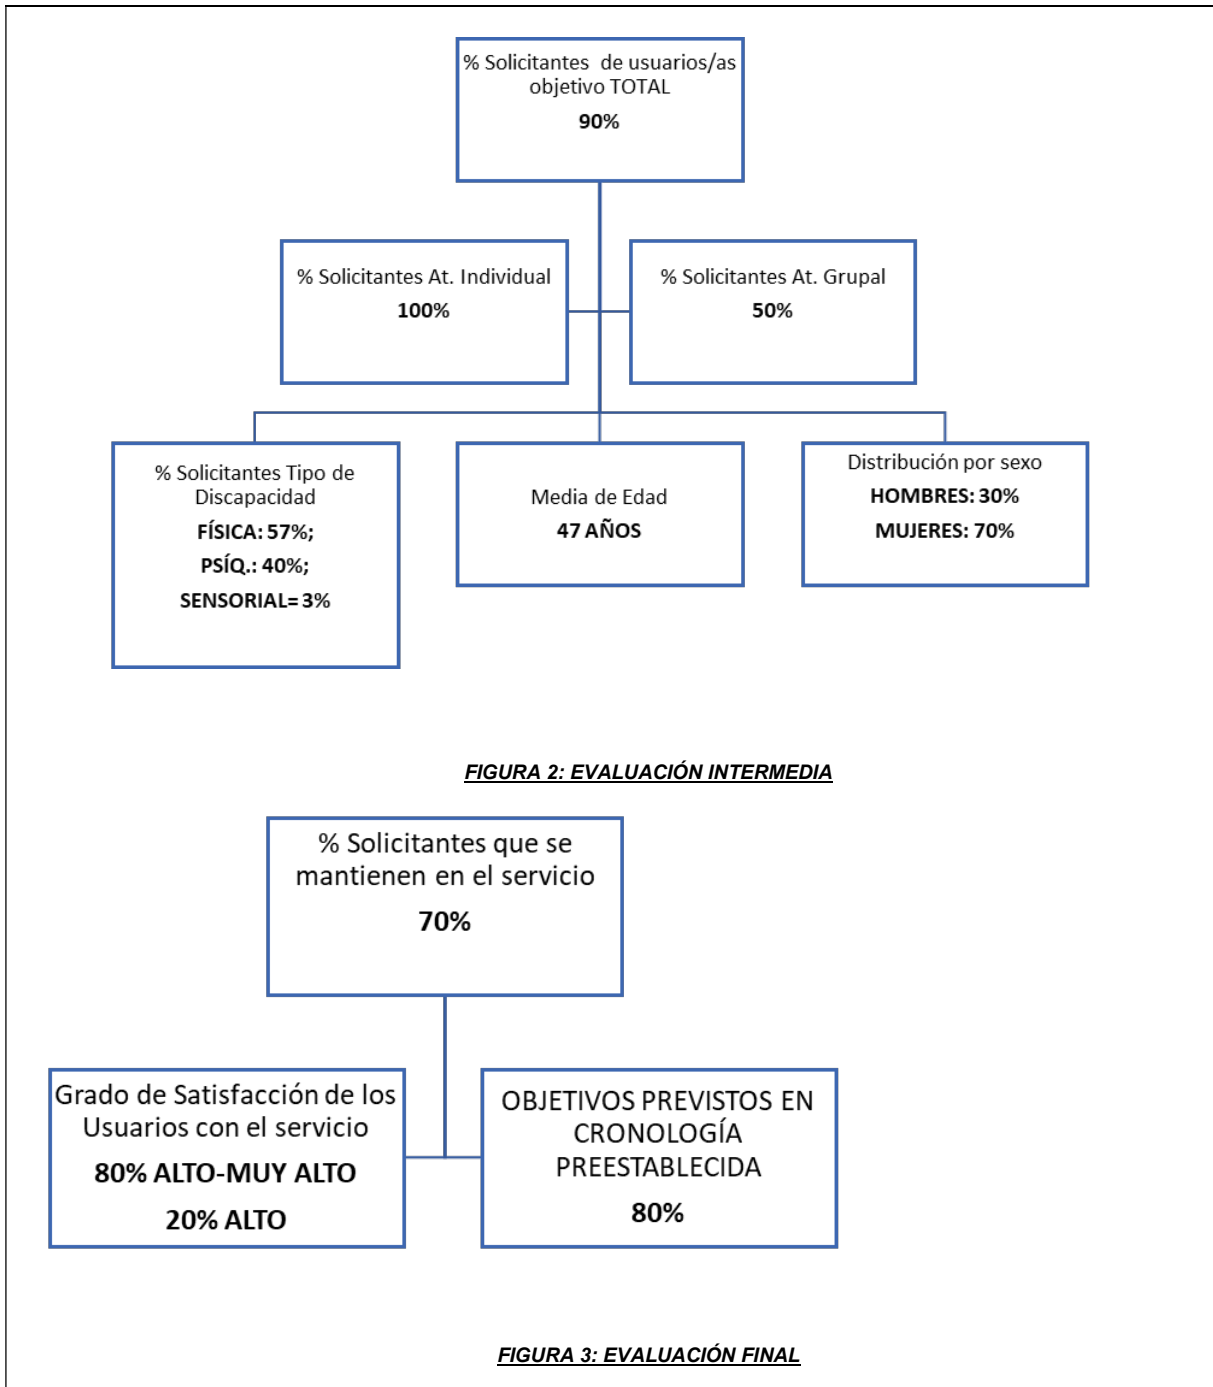 % Solicitantes de usuarios/as
objetivo TOTAL
90%
% Solicitantes At. Individual
100%
% Solicitantes At. Grupal
50%
% Solicitantes Tipo de
Discapacidad
FÍSICA: 57%;
PSÍQ.: 40%;
SENSORIAL= 3%
Media de Edad
47 AÑOS
Distribución por sexo
HOMBRES: 30%
MUJERES: 70%
FIGURA 2: EVALUACIÓN INTERMEDIA
% Solicitantes que se
mantienen en el servicio
70%
Grado de Satisfacción de los
Usuarios con el servicio
80% ALTO-MUY ALTO
20% ALTO
OBJETIVOS PREVISTOS EN
CRONOLOGÍA
PREESTABLECIDA
80%
FIGURA 3: EVALUACIÓN FINAL